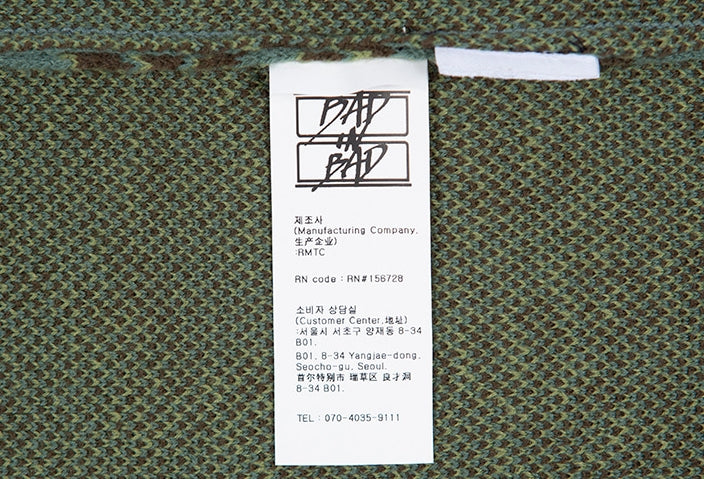 BAD
IN
BAD
제조사
(Manufacturing Company,
生产企业)
:RMTC
RN code : RN#156728
소비자 상담실
(Customer Center,地址)
:서울시 서초구 양재동 8-34
B01.
B01, 8-34 Yangjae-dong,
Seocho-gu, Seoul.
首尔特别市 瑞草区 良才洞
8-34 B01.
TEL : 070-4035-9111